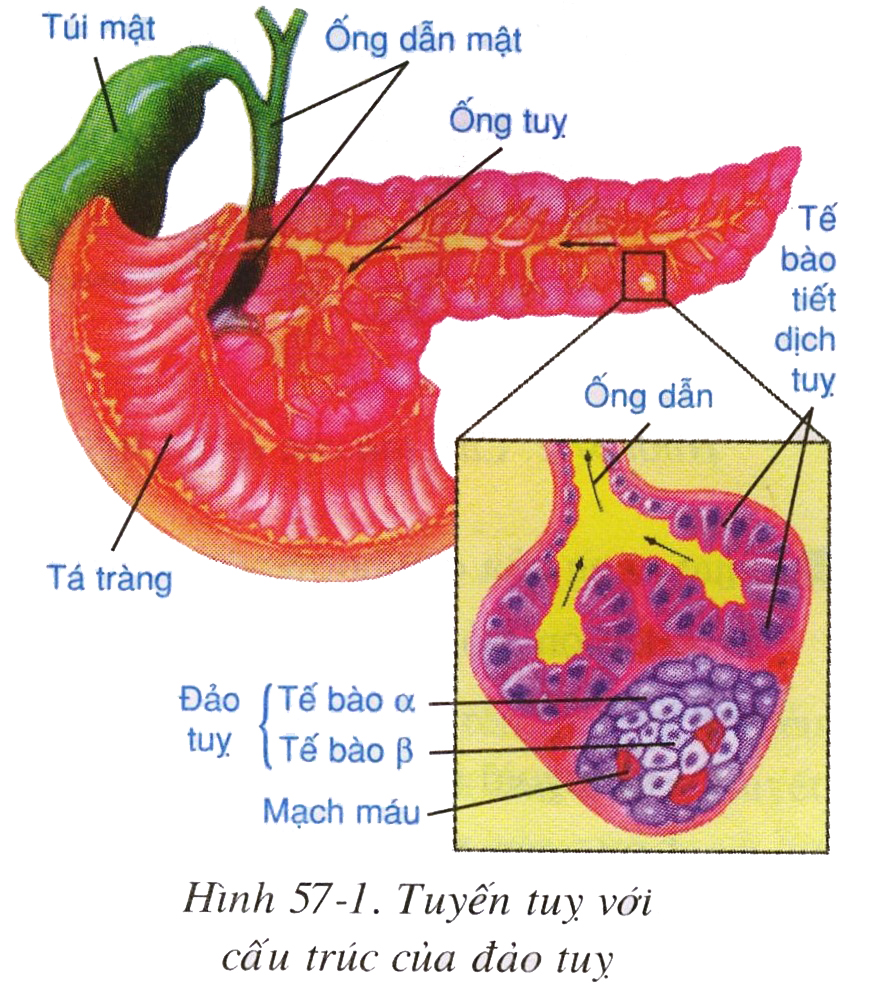 Túi mật
Ống dẫn mật
Ống tuỵ
Tế
bào
tiết
dịch
tuỵ
Ống dẫn
Tá tràng
Đảo
tuỵ
Tế bào α
Tế bào β
Mạch máu
Hình 57-1. Tuyến tuỵ với
cấu trúc của đảo tuỵ